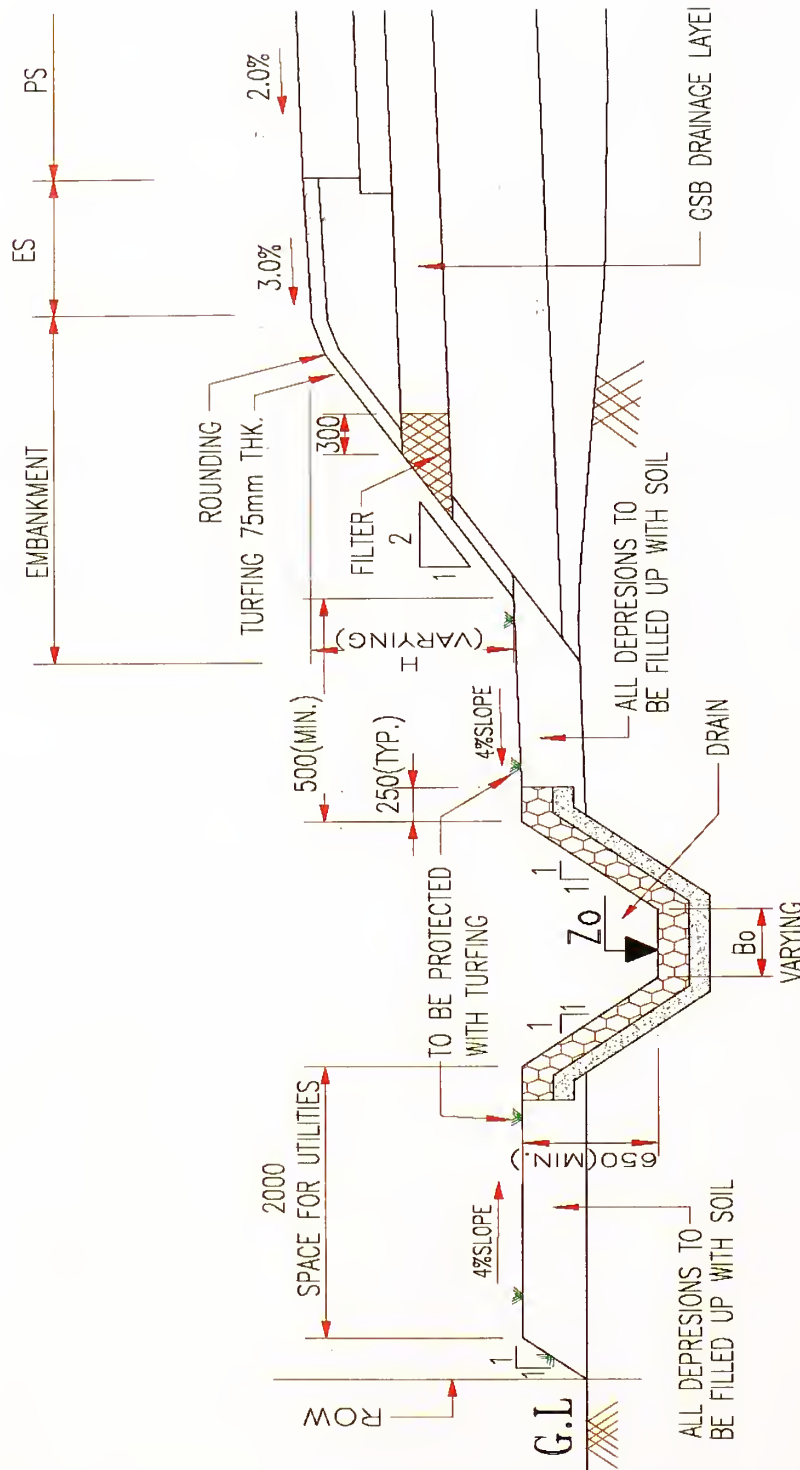 EMBANKMENT
ES
PS
ROUNDING
TURFING 75mm THK.
3.0%
2.0%
300
FILTER
2
1
500(MIN.)
250(TYP.)
H
(VARYING)
4%SLOPE
GSB DRAINAGE LAYE
ALL DEPRESIONS TO
BE FILLED UP WITH SOIL
DRAIN
TO BE PROTECTED
WITH TURFING
1
1
Zo
Bo
VARYING
1
1
2000
SPACE FOR UTILITIES
4%SLOPE
650(MIN.)
ROW
1
1
G.L
ALL DEPRESIONS TO
BE FILLED UP WITH SOIL